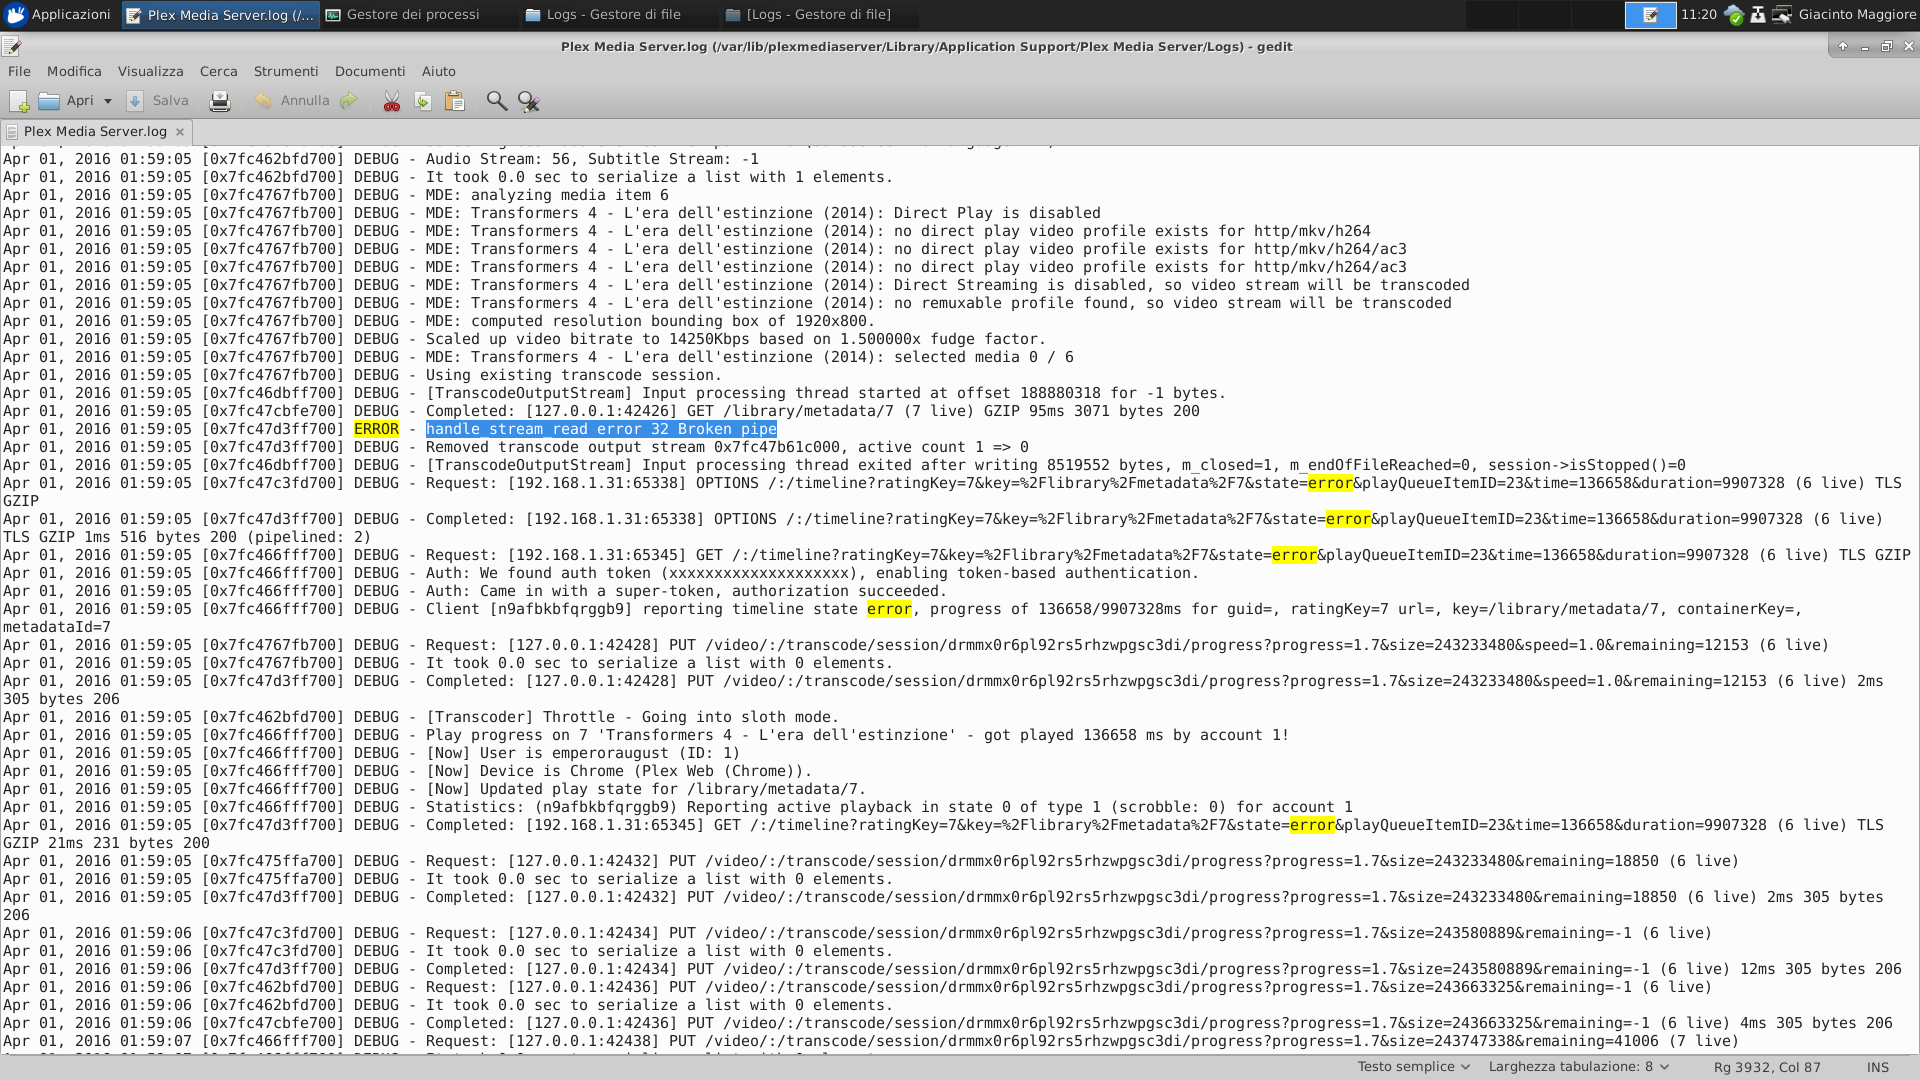 Applicazioni
Plex Media Server.log (/...
Gestore dei processi
Logs - Gestore di file
[Logs - Gestore di file]
11:20
Giacinto Maggiore
Plex Media Server.log (/var/lib/plexmediaserver/Library/Application Support/Plex Media Server/Logs) - gedit
File Modifica Visualizza Cerca Strumenti Documenti Aiuto
Apri Salva Annulla
Plex Media Server.log
Apr 01, 2016 01:59:05 [0x7fc462bfd700] DEBUG - Audio Stream: 56, Subtitle Stream: -1
Apr 01, 2016 01:59:05 [0x7fc462bfd700] DEBUG - It took 0.0 sec to serialize a list with 1 elements.
Apr 01, 2016 01:59:05 [0x7fc4767fb700] DEBUG - MDE: analyzing media item 6
Apr 01, 2016 01:59:05 [0x7fc4767fb700] DEBUG - MDE: Transformers 4 - L'era dell'estinzione (2014): Direct Play is disabled
Apr 01, 2016 01:59:05 [0x7fc4767fb700] DEBUG - MDE: Transformers 4 - L'era dell'estinzione (2014): no direct play video profile exists for http/mkv/h264
Apr 01, 2016 01:59:05 [0x7fc4767fb700] DEBUG - MDE: Transformers 4 - L'era dell'estinzione (2014): no direct play video profile exists for http/mkv/h264/ac3
Apr 01, 2016 01:59:05 [0x7fc4767fb700] DEBUG - MDE: Transformers 4 - L'era dell'estinzione (2014): no direct play video profile exists for http/mkv/h264/ac3
Apr 01, 2016 01:59:05 [0x7fc4767fb700] DEBUG - MDE: Transformers 4 - L'era dell'estinzione (2014): Direct Streaming is disabled, so video stream will be transcoded
Apr 01, 2016 01:59:05 [0x7fc4767fb700] DEBUG - MDE: Transformers 4 - L'era dell'estinzione (2014): no remuxable profile found, so video stream will be transcoded
Apr 01, 2016 01:59:05 [0x7fc4767fb700] DEBUG - MDE: computed resolution bounding box of 1920x800.
Apr 01, 2016 01:59:05 [0x7fc4767fb700] DEBUG - Scaled up video bitrate to 14250Kbps based on 1.500000x fudge factor.
Apr 01, 2016 01:59:05 [0x7fc4767fb700] DEBUG - MDE: Transformers 4 - L'era dell'estinzione (2014): selected media 0 / 6
Apr 01, 2016 01:59:05 [0x7fc4767fb700] DEBUG - Using existing transcode session.
Apr 01, 2016 01:59:05 [0x7fc46dbff700] DEBUG - [TranscodeOutputStream] Input processing thread started at offset 188880318 for -1 bytes.
Apr 01, 2016 01:59:05 [0x7fc47cbfe700] DEBUG - Completed: [127.0.0.1:42426] GET /library/metadata/7 (7 live) GZIP 95ms 3071 bytes 200
Apr 01, 2016 01:59:05 [0x7fc47d3ff700] ERROR - handle_stream_read error 32 Broken pipe
Apr 01, 2016 01:59:05 [0x7fc47d3ff700] DEBUG - Removed transcode output stream 0x7fc47b61c000, active count 1 => 0
Apr 01, 2016 01:59:05 [0x7fc46dbff700] DEBUG - [TranscodeOutputStream] Input processing thread exited after writing 8519552 bytes, m_closed=1, m_endOfFileReached=0, session->isStopped()=0
Apr 01, 2016 01:59:05 [0x7fc47c3fd700] DEBUG - Request: [192.168.1.31:65338] OPTIONS /:/timeline?ratingKey=7&key=%2Flibrary%2Fmetadata%2F7&state=error&playQueueItemID=23&time=136658&duration=9907328 (6 live) TLS
GZIP
Apr 01, 2016 01:59:05 [0x7fc47d3ff700] DEBUG - Completed: [192.168.1.31:65338] OPTIONS /:/timeline?ratingKey=7&key=%2Flibrary%2Fmetadata%2F7&state=error&playQueueItemID=23&time=136658&duration=9907328 (6 live)
TLS GZIP 1ms 516 bytes 200 (pipelined: 2)
Apr 01, 2016 01:59:05 [0x7fc466fff700] DEBUG - Request: [192.168.1.31:65345] GET /:/timeline?ratingKey=7&key=%2Flibrary%2Fmetadata%2F7&state=error&playQueueItemID=23&time=136658&duration=9907328 (6 live) TLS GZIP
Apr 01, 2016 01:59:05 [0x7fc466fff700] DEBUG - Auth: We found auth token (xxxxxxxxxxxxxxxxxxxx), enabling token-based authentication.
Apr 01, 2016 01:59:05 [0x7fc466fff700] DEBUG - Auth: Came in with a super-token, authorization succeeded.
Apr 01, 2016 01:59:05 [0x7fc466fff700] DEBUG - Client [n9afbkbfqrggb9] reporting timeline state error, progress of 136658/9907328ms for guid=, ratingKey=7 url=, key=/library/metadata/7, containerKey=,
metadataId=7
Apr 01, 2016 01:59:05 [0x7fc4767fb700] DEBUG - Request: [127.0.0.1:42428] PUT /video/:/transcode/session/drmmx0r6pl92rs5rhzwpgsc3di/progress?progress=1.7&size=243233480&speed=1.0&remaining=12153 (6 live)
Apr 01, 2016 01:59:05 [0x7fc4767fb700] DEBUG - It took 0.0 sec to serialize a list with 0 elements.
Apr 01, 2016 01:59:05 [0x7fc47d3ff700] DEBUG - Completed: [127.0.0.1:42428] PUT /video/:/transcode/session/drmmx0r6pl92rs5rhzwpgsc3di/progress?progress=1.7&size=243233480&speed=1.0&remaining=12153 (6 live) 2ms
305 bytes 206
Apr 01, 2016 01:59:05 [0x7fc462bfd700] DEBUG - [Transcoder] Throttle - Going into sloth mode.
Apr 01, 2016 01:59:05 [0x7fc466fff700] DEBUG - Play progress on 7 'Transformers 4 - L'era dell'estinzione' - got played 136658 ms by account 1!
Apr 01, 2016 01:59:05 [0x7fc466fff700] DEBUG - [Now] User is emperoraugust (ID: 1)
Apr 01, 2016 01:59:05 [0x7fc466fff700] DEBUG - [Now] Device is Chrome (Plex Web (Chrome)).
Apr 01, 2016 01:59:05 [0x7fc466fff700] DEBUG - [Now] Updated play state for /library/metadata/7.
Apr 01, 2016 01:59:05 [0x7fc466fff700] DEBUG - Statistics: (n9afbkbfqrggb9) Reporting active playback in state 0 of type 1 (scrobble: 0) for account 1
Apr 01, 2016 01:59:05 [0x7fc47d3ff700] DEBUG - Completed: [192.168.1.31:65345] GET /:/timeline?ratingKey=7&key=%2Flibrary%2Fmetadata%2F7&state=error&playQueueItemID=23&time=136658&duration=9907328 (6 live) TLS
GZIP 21ms 231 bytes 200
Apr 01, 2016 01:59:05 [0x7fc475ffa700] DEBUG - Request: [127.0.0.1:42432] PUT /video/:/transcode/session/drmmx0r6pl92rs5rhzwpgsc3di/progress?progress=1.7&size=243233480&remaining=18850 (6 live)
Apr 01, 2016 01:59:05 [0x7fc475ffa700] DEBUG - It took 0.0 sec to serialize a list with 0 elements.
Apr 01, 2016 01:59:05 [0x7fc47d3ff700] DEBUG - Completed: [127.0.0.1:42432] PUT /video/:/transcode/session/drmmx0r6pl92rs5rhzwpgsc3di/progress?progress=1.7&size=243233480&remaining=18850 (6 live) 2ms 305 bytes
206
Apr 01, 2016 01:59:06 [0x7fc47c3fd700] DEBUG - Request: [127.0.0.1:42434] PUT /video/:/transcode/session/drmmx0r6pl92rs5rhzwpgsc3di/progress?progress=1.7&size=243580889&remaining=-1 (6 live)
Apr 01, 2016 01:59:06 [0x7fc47c3fd700] DEBUG - It took 0.0 sec to serialize a list with 0 elements.
Apr 01, 2016 01:59:06 [0x7fc47d3ff700] DEBUG - Completed: [127.0.0.1:42434] PUT /video/:/transcode/session/drmmx0r6pl92rs5rhzwpgsc3di/progress?progress=1.7&size=243580889&remaining=-1 (6 live) 12ms 305 bytes 206
Apr 01, 2016 01:59:06 [0x7fc462bfd700] DEBUG - Request: [127.0.0.1:42436] PUT /video/:/transcode/session/drmmx0r6pl92rs5rhzwpgsc3di/progress?progress=1.7&size=243663325&remaining=-1 (6 live)
Apr 01, 2016 01:59:06 [0x7fc462bfd700] DEBUG - It took 0.0 sec to serialize a list with 0 elements.
Apr 01, 2016 01:59:06 [0x7fc47cbfe700] DEBUG - Completed: [127.0.0.1:42436] PUT /video/:/transcode/session/drmmx0r6pl92rs5rhzwpgsc3di/progress?progress=1.7&size=243663325&remaining=-1 (6 live) 4ms 305 bytes 206
Apr 01, 2016 01:59:07 [0x7fc466fff700] DEBUG - Request: [127.0.0.1:42438] PUT /video/:/transcode/session/drmmx0r6pl92rs5rhzwpgsc3di/progress?progress=1.7&size=243747338&remaining=41006 (7 live)
Testo semplice Larghezza tabulazione: 8 Rg 3932, Col 87 INS